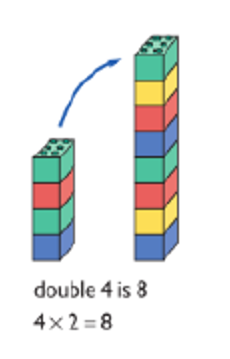 double 4 is 8
4 × 2 = 8